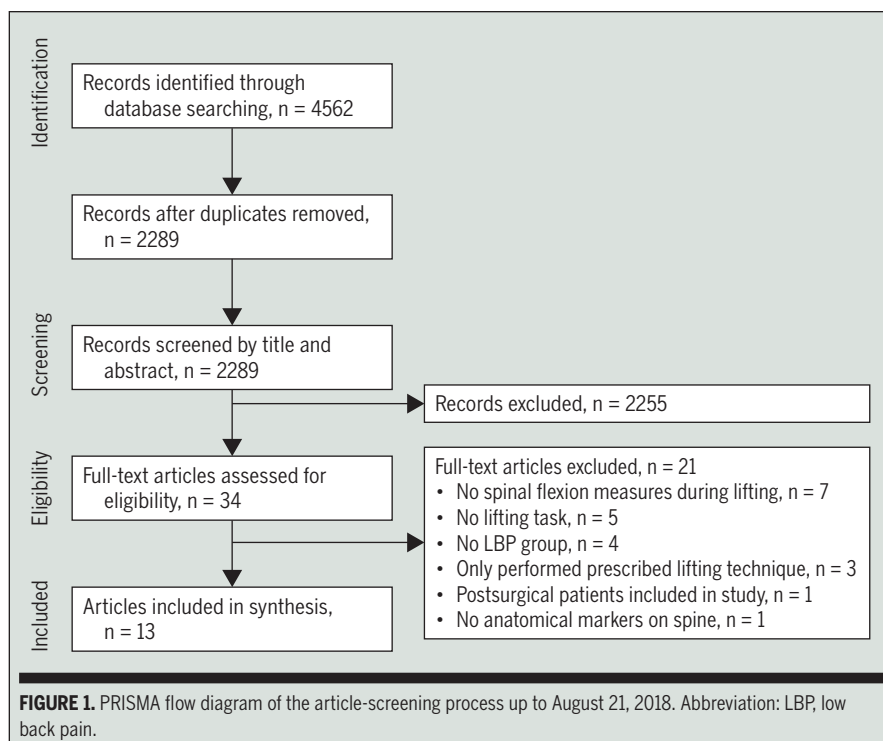 Identification
Records identified through
database searching, n = 4562
Records after duplicates removed,
n = 2289
Screening
Records screened by title and
abstract, n = 2289
Records excluded, n = 2255
Eligibility
Full-text articles assessed for
eligibility, n = 34
Full-text articles excluded, n = 21
• No spinal flexion measures during lifting, n = 7
• No lifting task, n = 5
• No LBP group, n = 4
• Only performed prescribed lifting technique, n = 3
• Postsurgical patients included in study, n = 1
• No anatomical markers on spine, n = 1
Included
Articles included in synthesis,
n = 13
FIGURE 1. PRISMA flow diagram of the article-screening process up to August 21, 2018. Abbreviation: LBP, low
back pain.